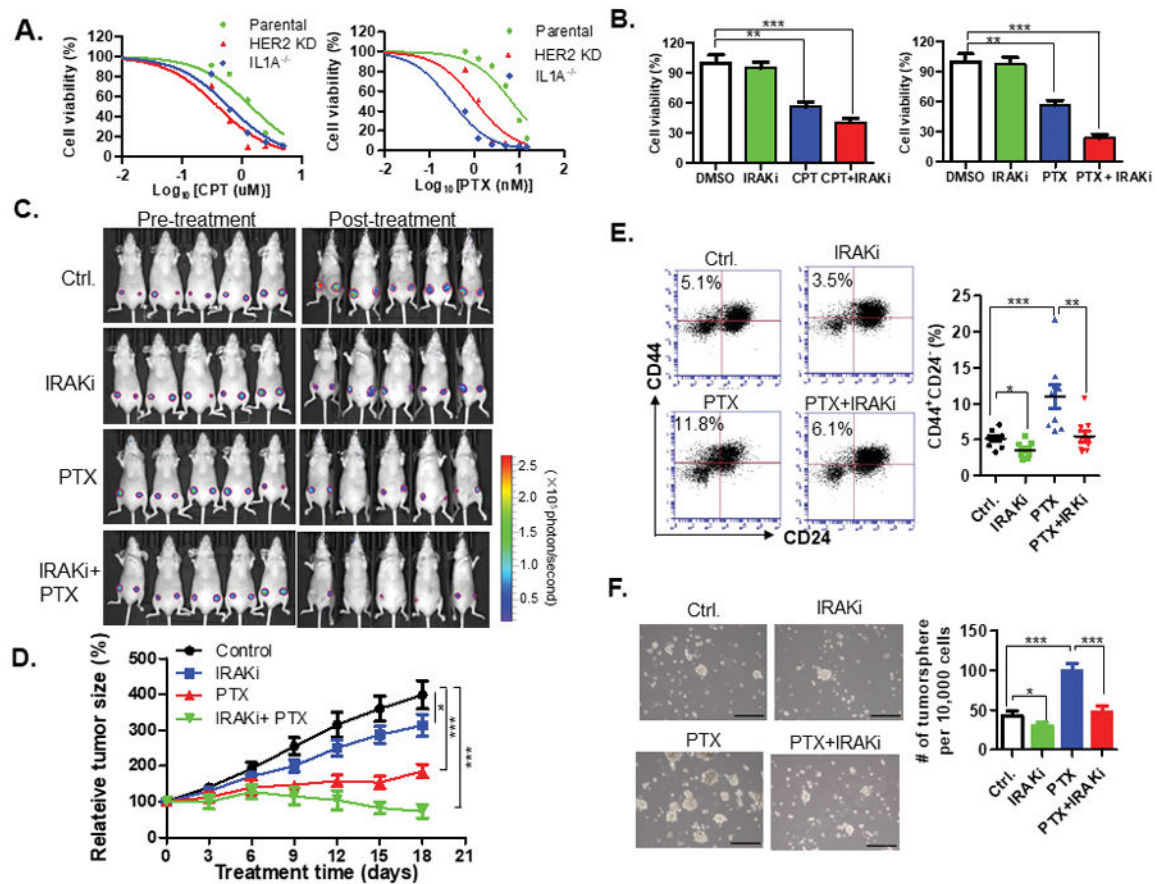 A.
Parental
HER2 KD
IL1A-/-
Cell viability (%)
120
100
80
60
40
20
0
-2 -1 0 1
Log10 [CPT (uM)]
Parental
HER2 KD
IL1A-/-
Cell viability (%)
120
100
80
60
40
20
0
-2 -1 0 1 2
Log10 [PTX (nM)]
B.
***
**
Cell viability (%)
120
90
60
30
0
DMSO IRAKi CPT CPT+IRAKi
***
**
Cell viability (%)
120
90
60
30
0
DMSO IRAKi PTX PTX + IRAKi
C.
Pre-treatment Post-treatment
Ctrl.
IRAKi
PTX
IRAKi+
PTX
2.5
2.0
1.5
1.0
0.5
(×10⁵photon/second)
D.
Relateive tumor size (%)
500
400
300
200
100
0
Control
IRAKi
PTX
IRAKi+ PTX
*
***
***
0 3 6 9 12 15 18 21
Treatment time (days)
E.
Ctrl. IRAKi
5.1% 3.5%
PTX PTX+IRAKi
11.8% 6.1%
CD44
CD24
CD44+CD24- (%)
25
20
15
10
5
0
***
**
*
Ctrl.
IRAKi
PTX
PTX+IRKi
F.
Ctrl. IRAKi
PTX PTX+IRAKi
# of tumorsphere
per 10,000 cells
150
100
50
0
***
***
*
Ctrl.
IRAKi
PTX
PTX+IRAKi